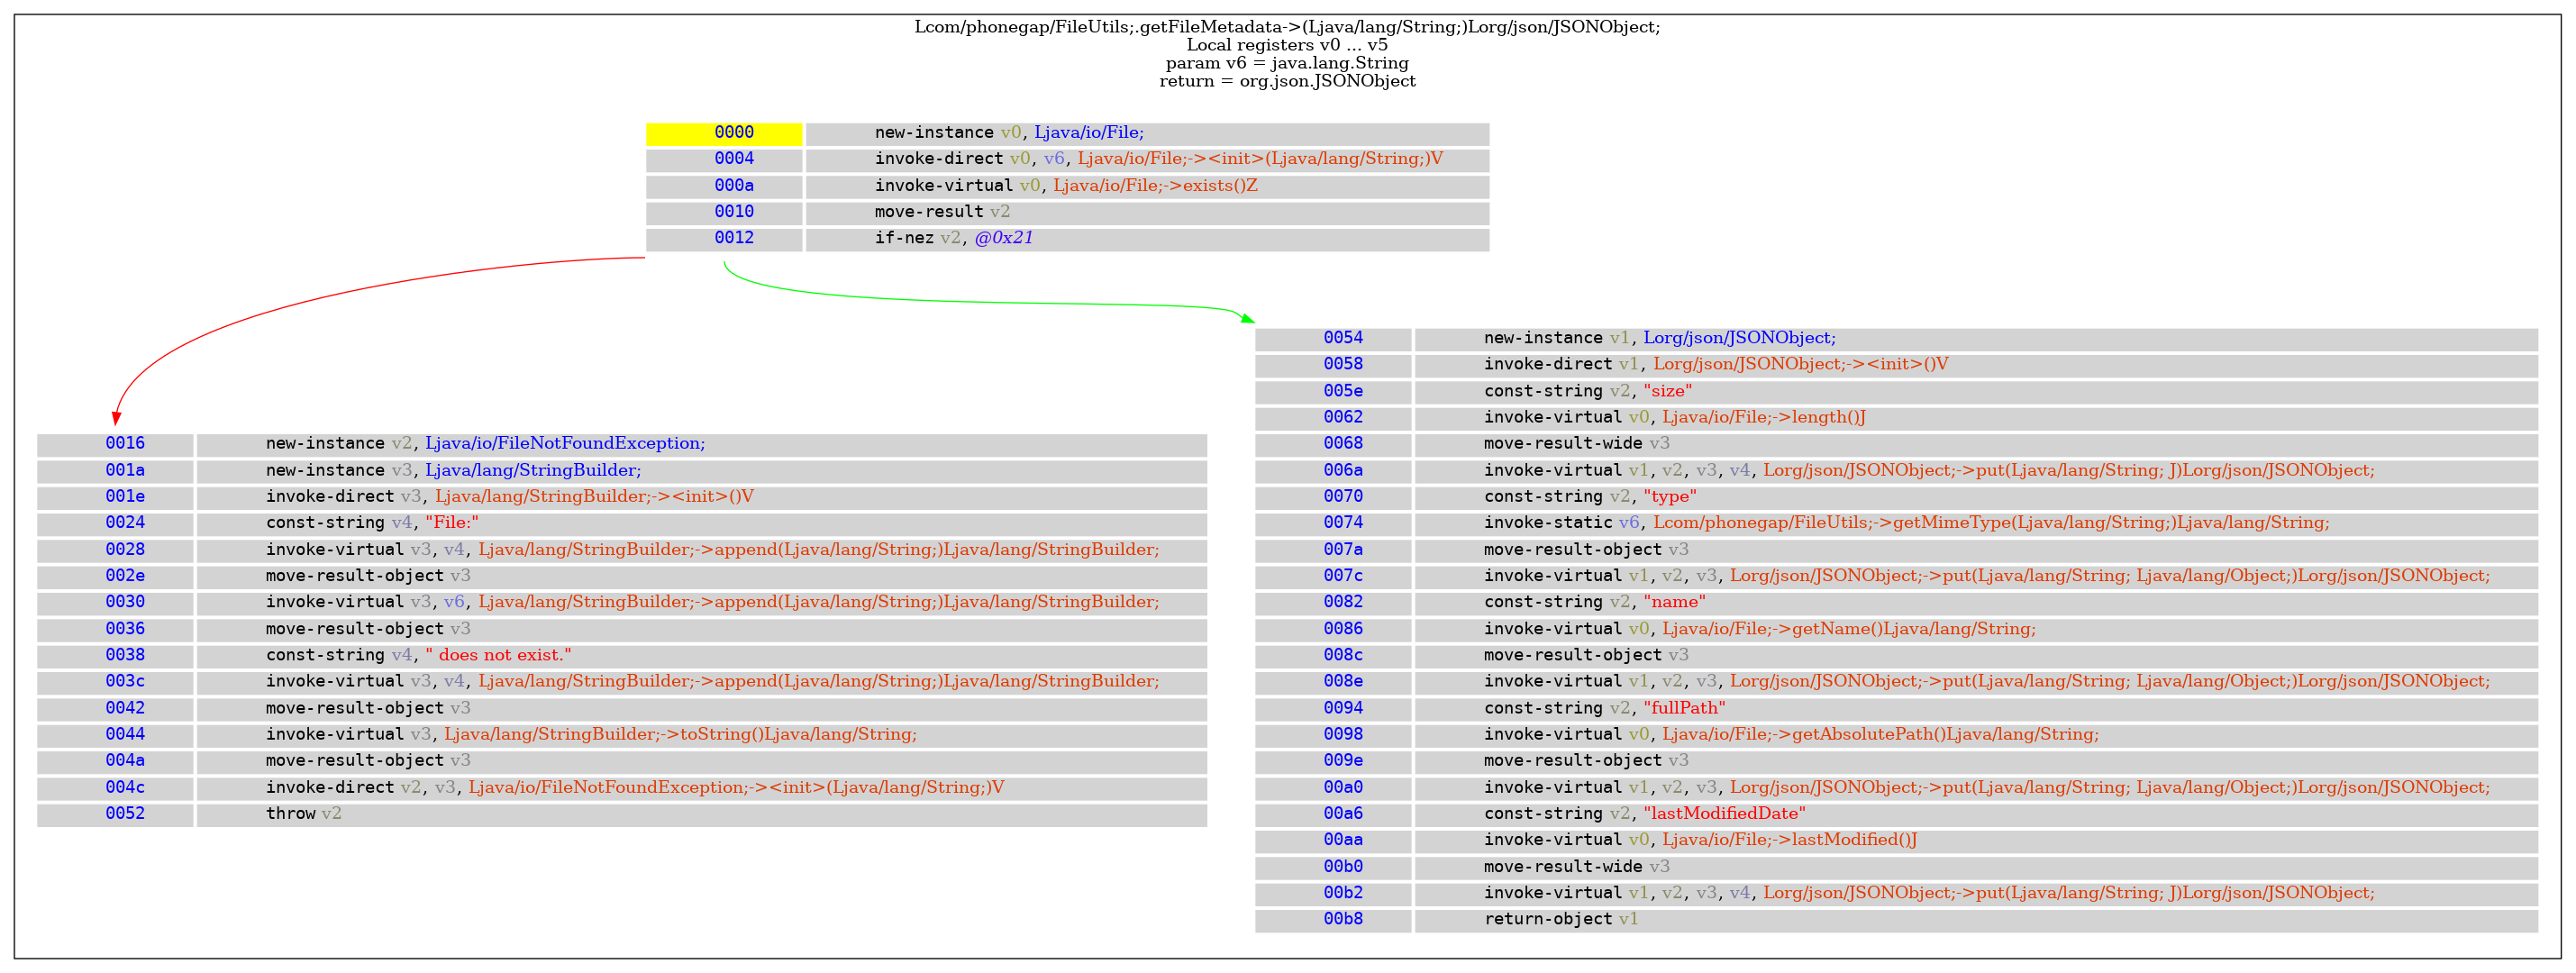 Lcom/phonegap/FileUtils;.getFileMetadata->(Ljava/lang/String;)Lorg/json/JSONObject;
Local registers v0 ... v5
param v6 = java.lang.String
return = org.json.JSONObject
0000 new-instance v0, Ljava/io/File;
0004 invoke-direct v0, v6, Ljava/io/File;-><init>(Ljava/lang/String;)V
000a invoke-virtual v0, Ljava/io/File;->exists()Z
0010 move-result v2
0012 if-nez v2, @0x21
0016 new-instance v2, Ljava/io/FileNotFoundException;
001a new-instance v3, Ljava/lang/StringBuilder;
001e invoke-direct v3, Ljava/lang/StringBuilder;-><init>()V
0024 const-string v4, "File:"
0028 invoke-virtual v3, v4, Ljava/lang/StringBuilder;->append(Ljava/lang/String;)Ljava/lang/StringBuilder;
002e move-result-object v3
0030 invoke-virtual v3, v6, Ljava/lang/StringBuilder;->append(Ljava/lang/String;)Ljava/lang/StringBuilder;
0036 move-result-object v3
0038 const-string v4, " does not exist."
003c invoke-virtual v3, v4, Ljava/lang/StringBuilder;->append(Ljava/lang/String;)Ljava/lang/StringBuilder;
0042 move-result-object v3
0044 invoke-virtual v3, Ljava/lang/StringBuilder;->toString()Ljava/lang/String;
004a move-result-object v3
004c invoke-direct v2, v3, Ljava/io/FileNotFoundException;-><init>(Ljava/lang/String;)V
0052 throw v2
0054 new-instance v1, Lorg/json/JSONObject;
0058 invoke-direct v1, Lorg/json/JSONObject;-><init>()V
005e const-string v2, "size"
0062 invoke-virtual v0, Ljava/io/File;->length()J
0068 move-result-wide v3
006a invoke-virtual v1, v2, v3, v4, Lorg/json/JSONObject;->put(Ljava/lang/String; J)Lorg/json/JSONObject;
0070 const-string v2, "type"
0074 invoke-static v6, Lcom/phonegap/FileUtils;->getMimeType(Ljava/lang/String;)Ljava/lang/String;
007a move-result-object v3
007c invoke-virtual v1, v2, v3, Lorg/json/JSONObject;->put(Ljava/lang/String; Ljava/lang/Object;)Lorg/json/JSONObject;
0082 const-string v2, "name"
0086 invoke-virtual v0, Ljava/io/File;->getName()Ljava/lang/String;
008c move-result-object v3
008e invoke-virtual v1, v2, v3, Lorg/json/JSONObject;->put(Ljava/lang/String; Ljava/lang/Object;)Lorg/json/JSONObject;
0094 const-string v2, "fullPath"
0098 invoke-virtual v0, Ljava/io/File;->getAbsolutePath()Ljava/lang/String;
009e move-result-object v3
00a0 invoke-virtual v1, v2, v3, Lorg/json/JSONObject;->put(Ljava/lang/String; Ljava/lang/Object;)Lorg/json/JSONObject;
00a6 const-string v2, "lastModifiedDate"
00aa invoke-virtual v0, Ljava/io/File;->lastModified()J
00b0 move-result-wide v3
00b2 invoke-virtual v1, v2, v3, v4, Lorg/json/JSONObject;->put(Ljava/lang/String; J)Lorg/json/JSONObject;
00b8 return-object v1